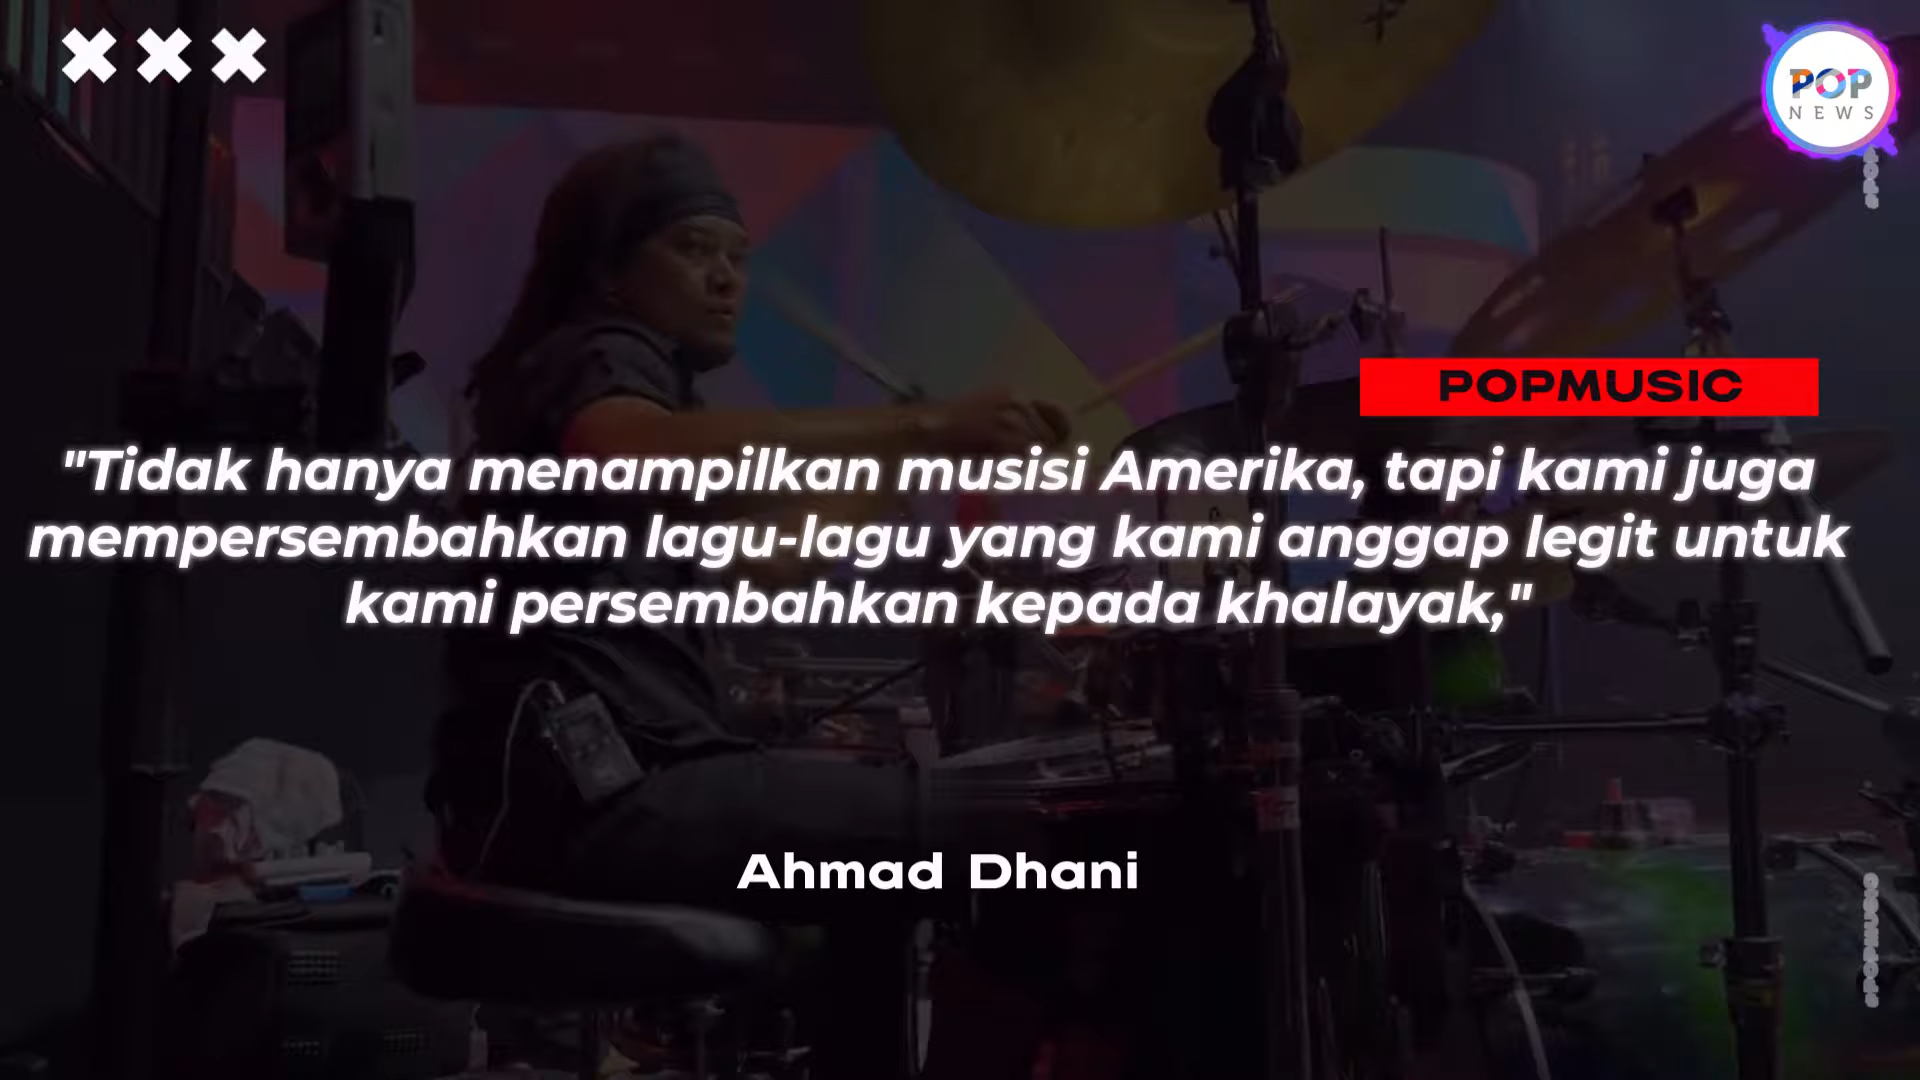 POP
NEWS
POPMUSIC
"Tidak hanya menampilkan musisi Amerika, tapi kami juga
mempersembahkan lagu-lagu yang kami anggap legit untuk
kami persembahkan kepada khalayak,"
Ahmad Dhani